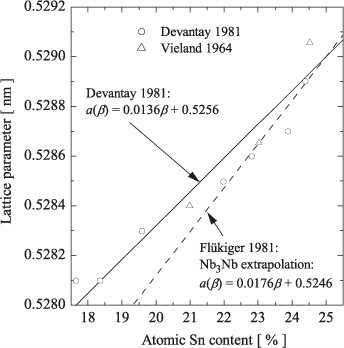 0.5292
0.5290
0.5288
0.5286
0.5284
0.5282
0.5280
Lattice parameter [ nm ]
Devantay 1981
Vieland 1964
Devantay 1981:
a(β) = 0.0136β + 0.5256
Flükiger 1981:
Nb₃Nb extrapolation:
a(β) = 0.0176β + 0.5246
18 19 20 21 22 23 24 25
Atomic Sn content [ % ]